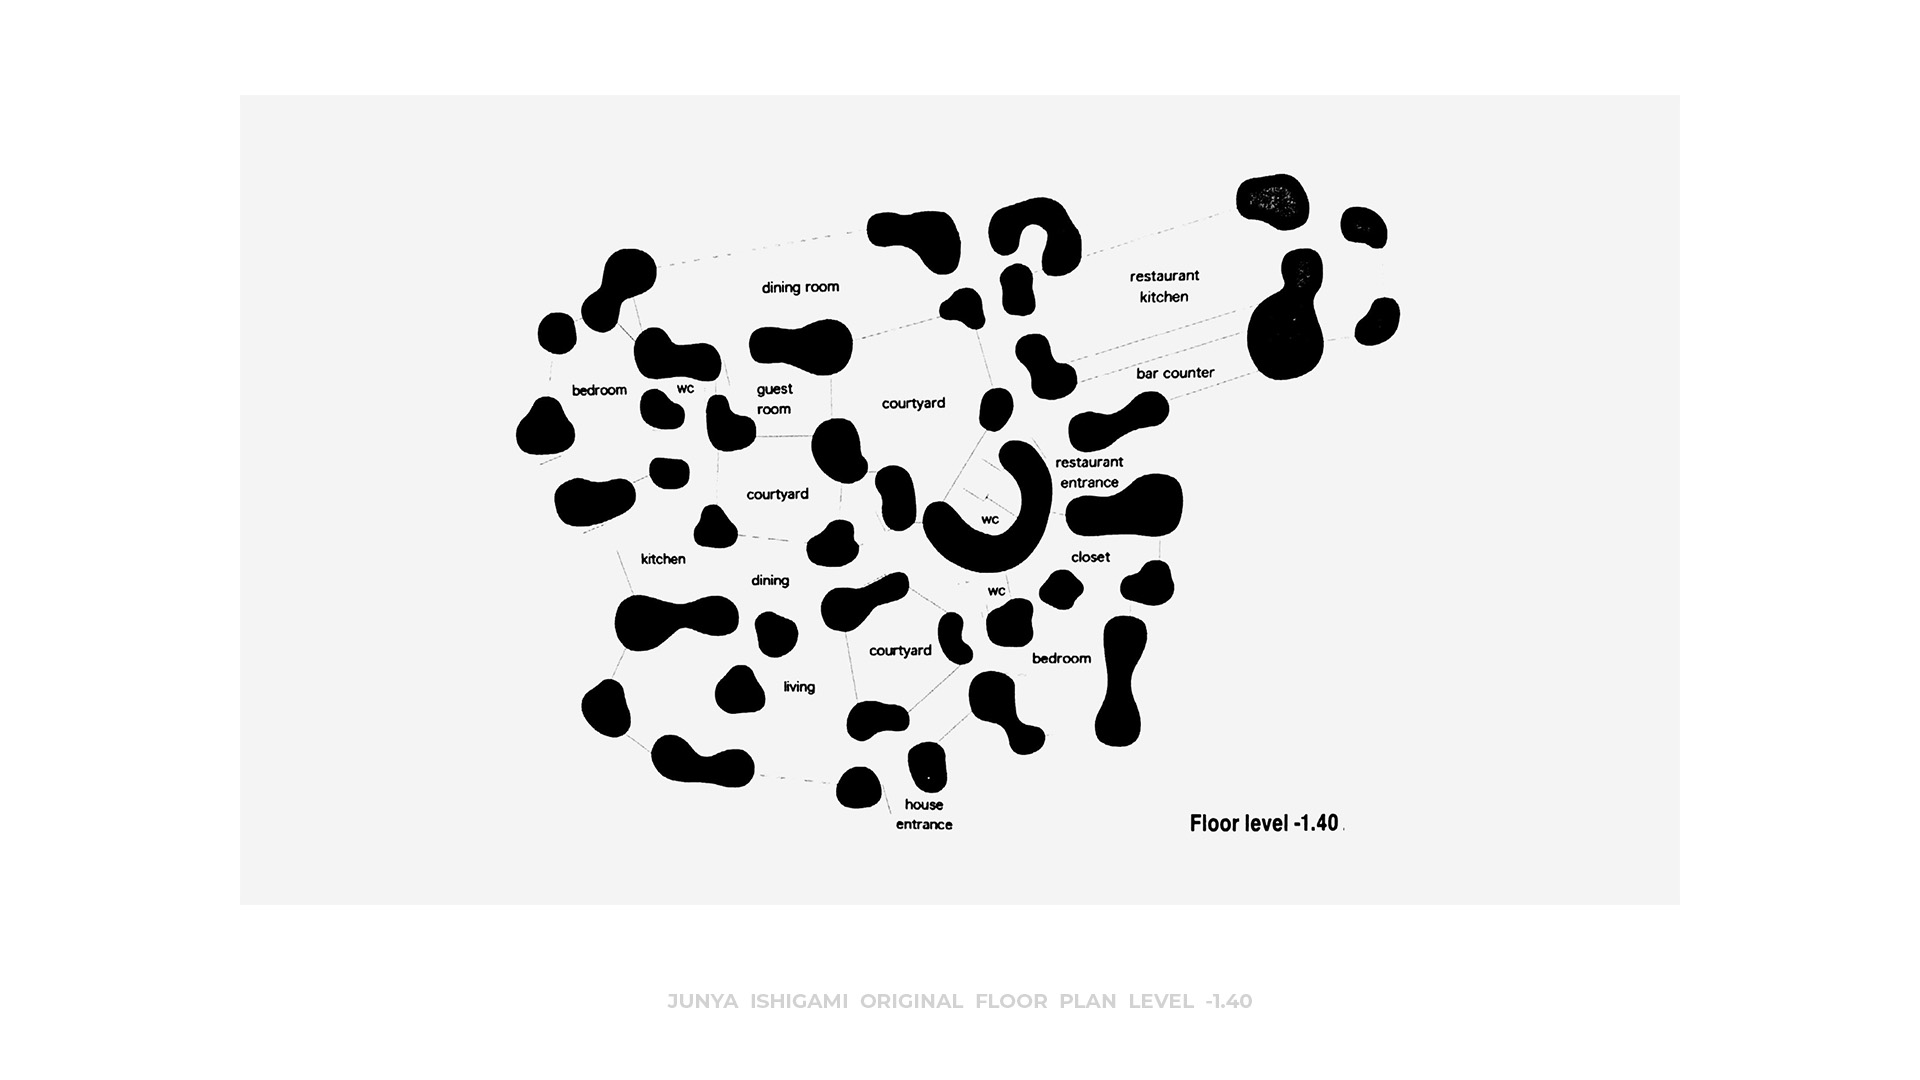 restaurant
kitchen
dining room
bar counter
bedroom
wc
guest
room
courtyard
restaurant
entrance
courtyard
wc
kitchen
closet
dining
wc
courtyard
bedroom
living
house
entrance
Floor level -1.40
JUNYA ISHIGAMI ORIGINAL FLOOR PLAN LEVEL -1.40